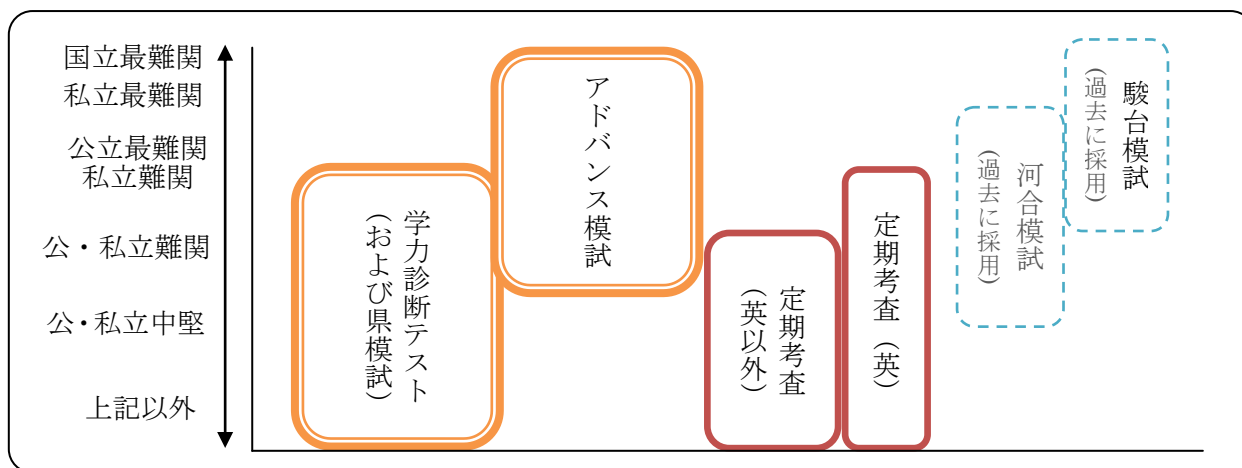 国立最難関
私立最難関
公立最難関
私立難関
公・私立難関
公・私立中堅
上記以外
学力診断テスト
(および県模試)
アドバンス模試
定期考査
(英以外)
定期考査(英)
河合模試
(過去に採用)
駿台模試
(過去に採用)